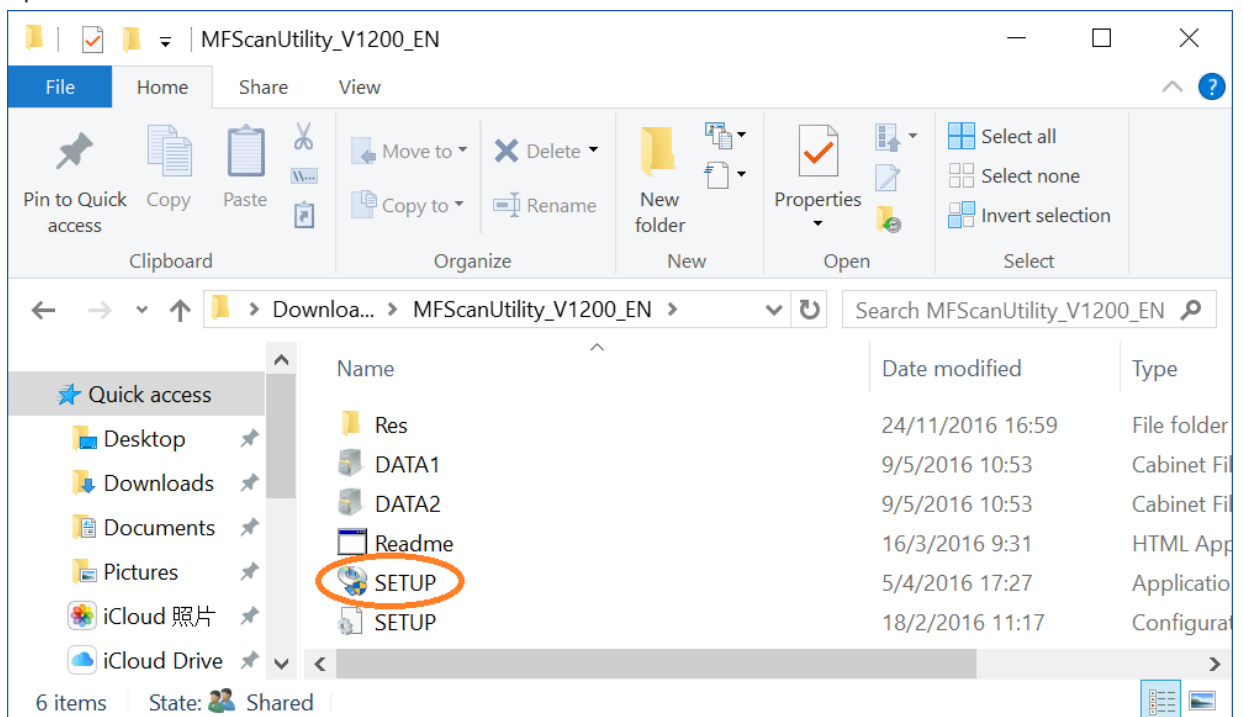 MFScanUtility_V1200_EN
File Home Share View
Pin to Quick access
Copy
Paste
Move to
Copy to
Delete
Rename
New folder
Properties
Select all
Select none
Invert selection
Clipboard Organize New Open Select
Downloa... > MFScanUtility_V1200_EN >
Search MFScanUtility_V1200_EN
Name Date modified Type
Quick access
Desktop
Downloads
Documents
Pictures
iCloud 照片
iCloud Drive
Res 24/11/2016 16:59 File folder
DATA1 9/5/2016 10:53 Cabinet Fil
DATA2 9/5/2016 10:53 Cabinet Fil
Readme 16/3/2016 9:31 HTML App
SETUP 5/4/2016 17:27 Applicatio
SETUP 18/2/2016 11:17 Configurat
6 items State: Shared